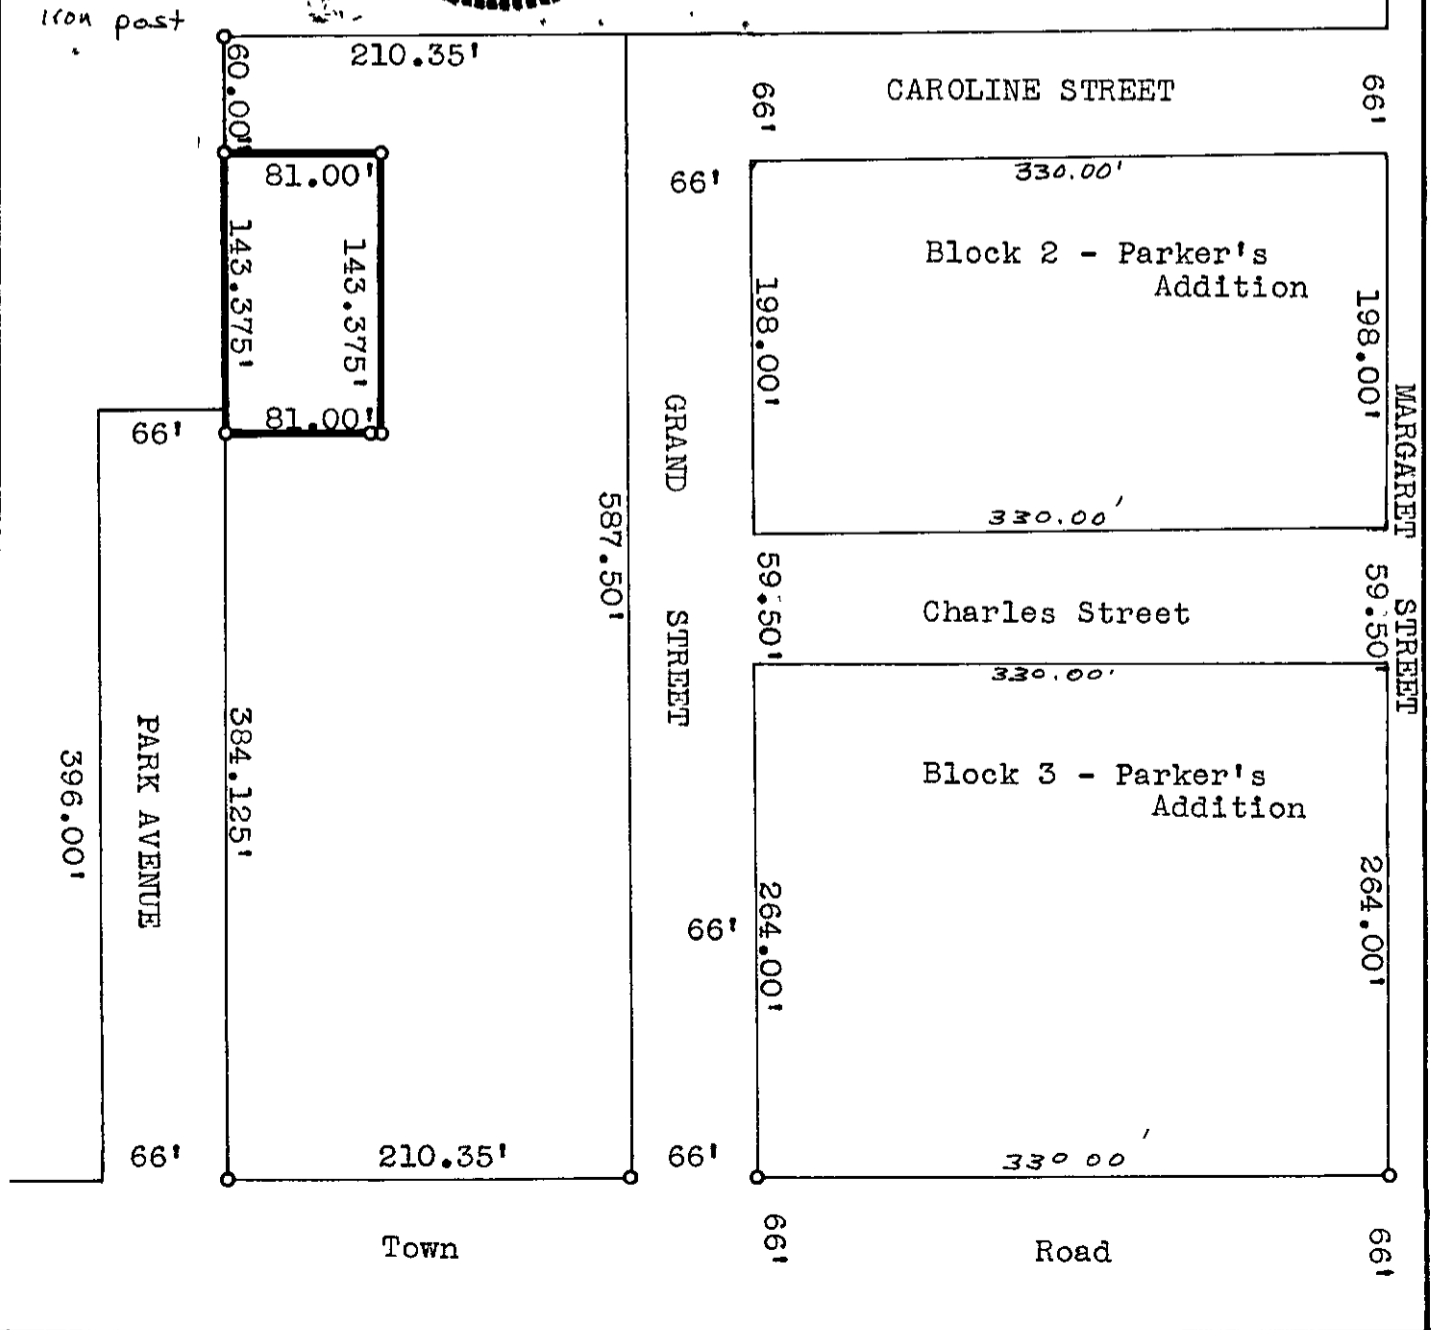 Iron post
210.35'
60.00'
CAROLINE STREET
66'
66'
81.00'
66'
330.00'
143.375'
143.375'
Block 2 - Parker's
Addition
198.00'
198.00'
81.00'
66'
GRAND
STREET
MARGARET
STREET
587.50'
330.00'
59.50'
59.50'
Charles Street
330.00'
384.125'
PARK AVENUE
396.00'
Block 3 - Parker's
Addition
264.00'
264.00'
66'
66'
210.35'
66'
330 00'
Town
Road
66'
66'